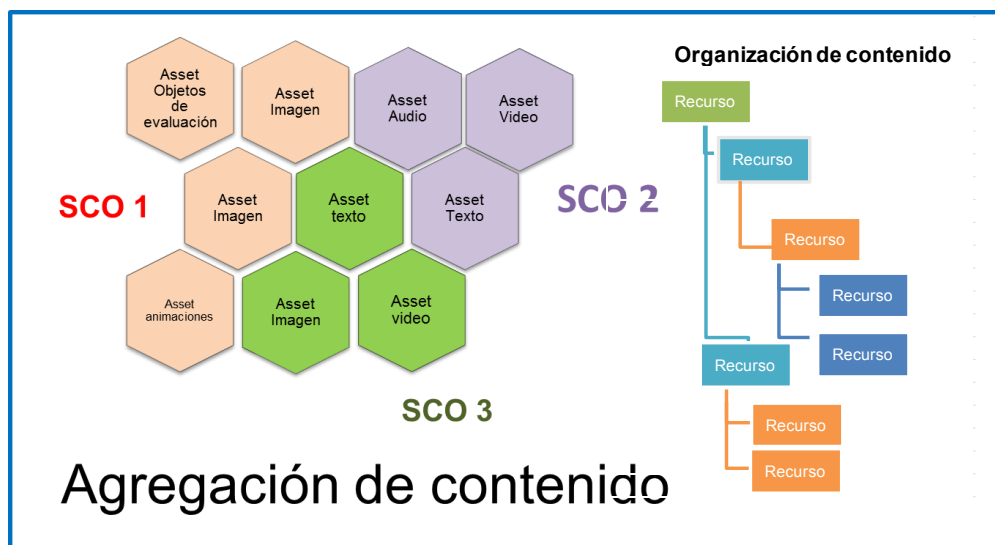 Asset
Objetos
de
evaluación
Asset
Imagen
Asset
Audio
Asset
Video
SCO 1
Asset
Imagen
Asset
texto
Asset
Texto
SCO 2
Asset
animaciones
Asset
Imagen
Asset
video
SCO 3
Organización de contenido
Recurso
Recurso
Recurso
Recurso
Recurso
Recurso
Recurso
Recurso
Agregación de contenido